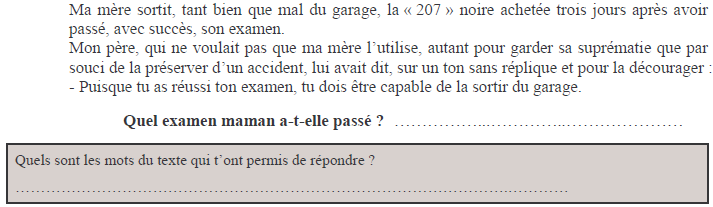 Ma mère sortit, tant bien que mal du garage, la « 207 » noire achetée trois jours après avoir
passé, avec succès, son examen.
Mon père, qui ne voulait pas que ma mère l’utilise, autant pour garder sa suprématie que par
souci de la préserver d’un accident, lui avait dit, sur un ton sans réplique et pour la décourager :
- Puisque tu as réussi ton examen, tu dois être capable de la sortir du garage.
Quel examen maman a-t-elle passé ? ……………..…………..…………………
Quels sont les mots du texte qui t’ont permis de répondre ?
……………………………………………………………………………………………